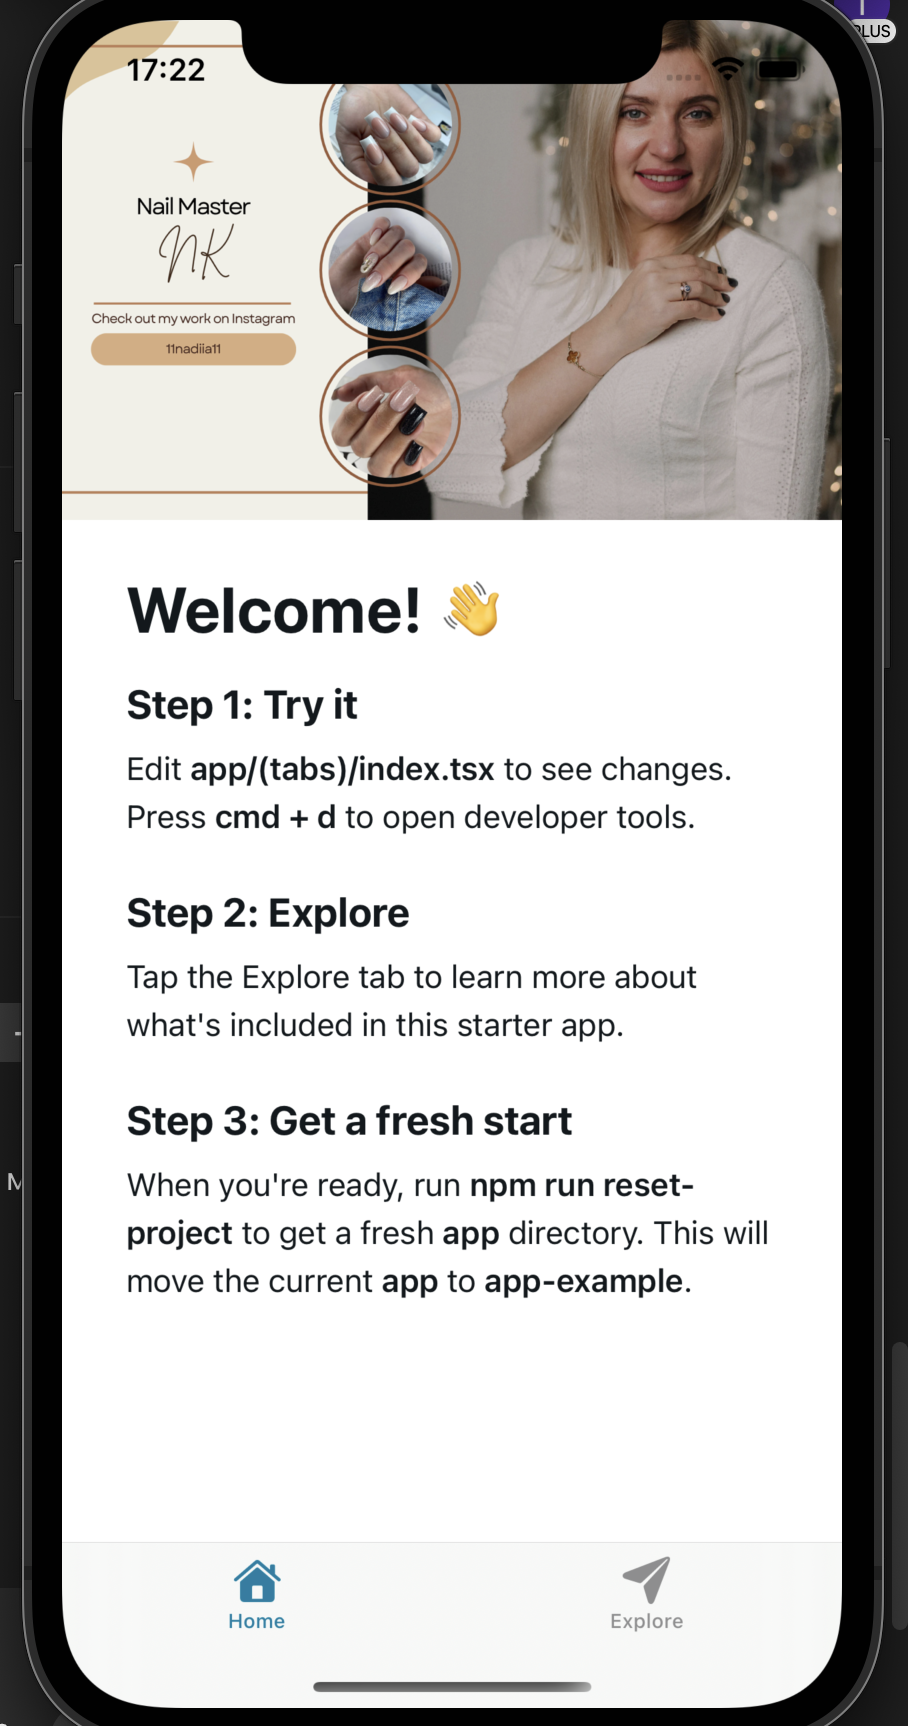 PLUS
17:22
Nail Master
NK
Check out my work on Instagram
11nadiia11
Welcome! 👋
Step 1: Try it
Edit app/(tabs)/index.tsx to see changes.
Press cmd + d to open developer tools.
Step 2: Explore
Tap the Explore tab to learn more about
what's included in this starter app.
Step 3: Get a fresh start
When you're ready, run npm run reset-
project to get a fresh app directory. This will
move the current app to app-example.
Home
Explore